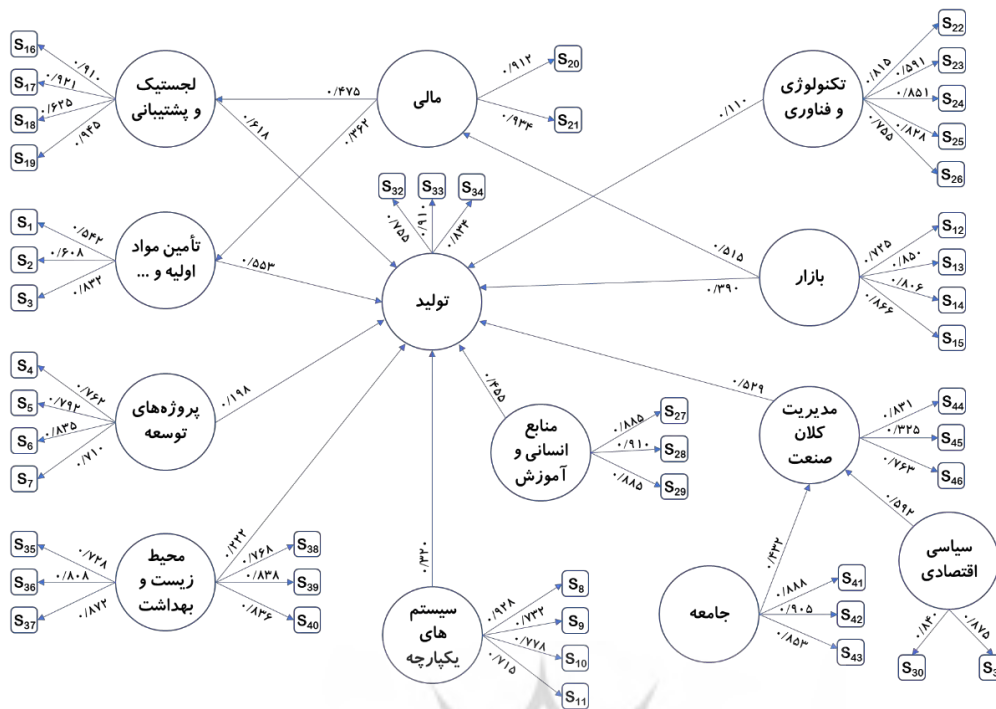 S16
S17
S18
S19
۰/۹۱۰
۰/۹۲۱
۰/۶۲۵
۰/۹۴۵
لجستیک
و پشتیبانی
۰/۴۷۵
مالی
۰/۹۱۲
۰/۹۳۴
S20
S21
۰/۶۱۸
۰/۳۶۲
۰/۱۱۰
تکنولوژی
و فناوری
۰/۸۱۵
۰/۵۹۱
۰/۸۵۱
۰/۸۲۸
۰/۷۵۵
S22
S23
S24
S25
S26
S32
S33
S34
۰/۷۵۵
۰/۹۱۰
۰/۸۳۴
S1
S2
S3
۰/۵۴۲
۰/۶۰۸
۰/۸۳۲
تأمین مواد
اولیه و ...
۰/۵۵۳
تولید
۰/۵۱۵
۰/۳۹۰
بازار
۰/۷۲۵
۰/۸۵۰
۰/۸۰۶
۰/۸۶۶
S12
S13
S14
S15
S4
S5
S6
S7
۰/۷۶۲
۰/۷۹۲
۰/۸۳۵
۰/۷۱۰
پروژه‌های
توسعه
۰/۱۹۸
۰/۴۵۵
منابع
انسانی و
آموزش
۰/۸۸۵
۰/۹۱۰
۰/۸۸۵
S27
S28
S29
۰/۵۲۹
مدیریت
کلان
صنعت
۰/۸۳۱
۰/۳۲۵
۰/۷۶۳
S44
S45
S46
S35
S36
S37
۰/۷۲۸
۰/۸۰۸
۰/۸۷۲
محیط
زیست و
بهداشت
۰/۲۲۲
۰/۷۶۸
۰/۸۳۸
۰/۸۳۶
S38
S39
S40
۰/۳۲۰
سیستم
های
یکپارچه
۰/۹۲۸
۰/۷۳۲
۰/۷۷۸
۰/۷۱۵
S8
S9
S10
S11
۰/۴۳۲
جامعه
۰/۸۸۸
۰/۹۰۵
۰/۸۵۳
S41
S42
S43
۰/۵۹۲
سیاسی
اقتصادی
۰/۸۴۰
۰/۸۷۵
S30
S3